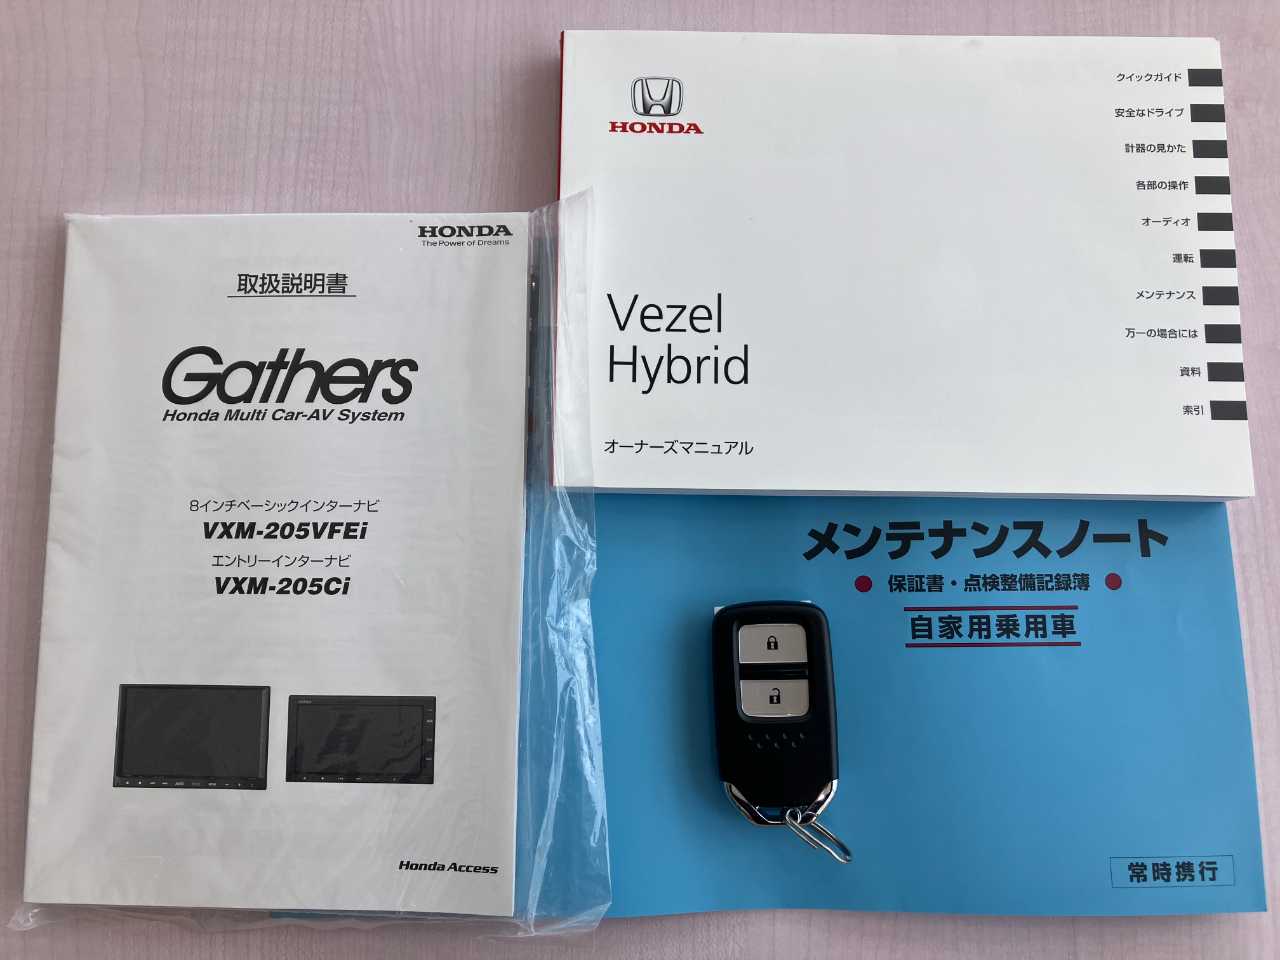 HONDA
The Power of Dreams
取扱説明書
Gathers
Honda Multi Car-AV System
8インチベーシックインターナビ
VXM-205VFEi
エントリーインターナビ
VXM-205Ci
Honda Access
HONDA
Vezel
Hybrid
オーナーズマニュアル
クイックガイド
安全なドライブ
計器の見かた
各部の操作
オーディオ
運転
メンテナンス
万一の場合には
資料
索引
メンテナンスノート
● 保証書・点検整備記録簿 ●
自家用乗用車
常時携行